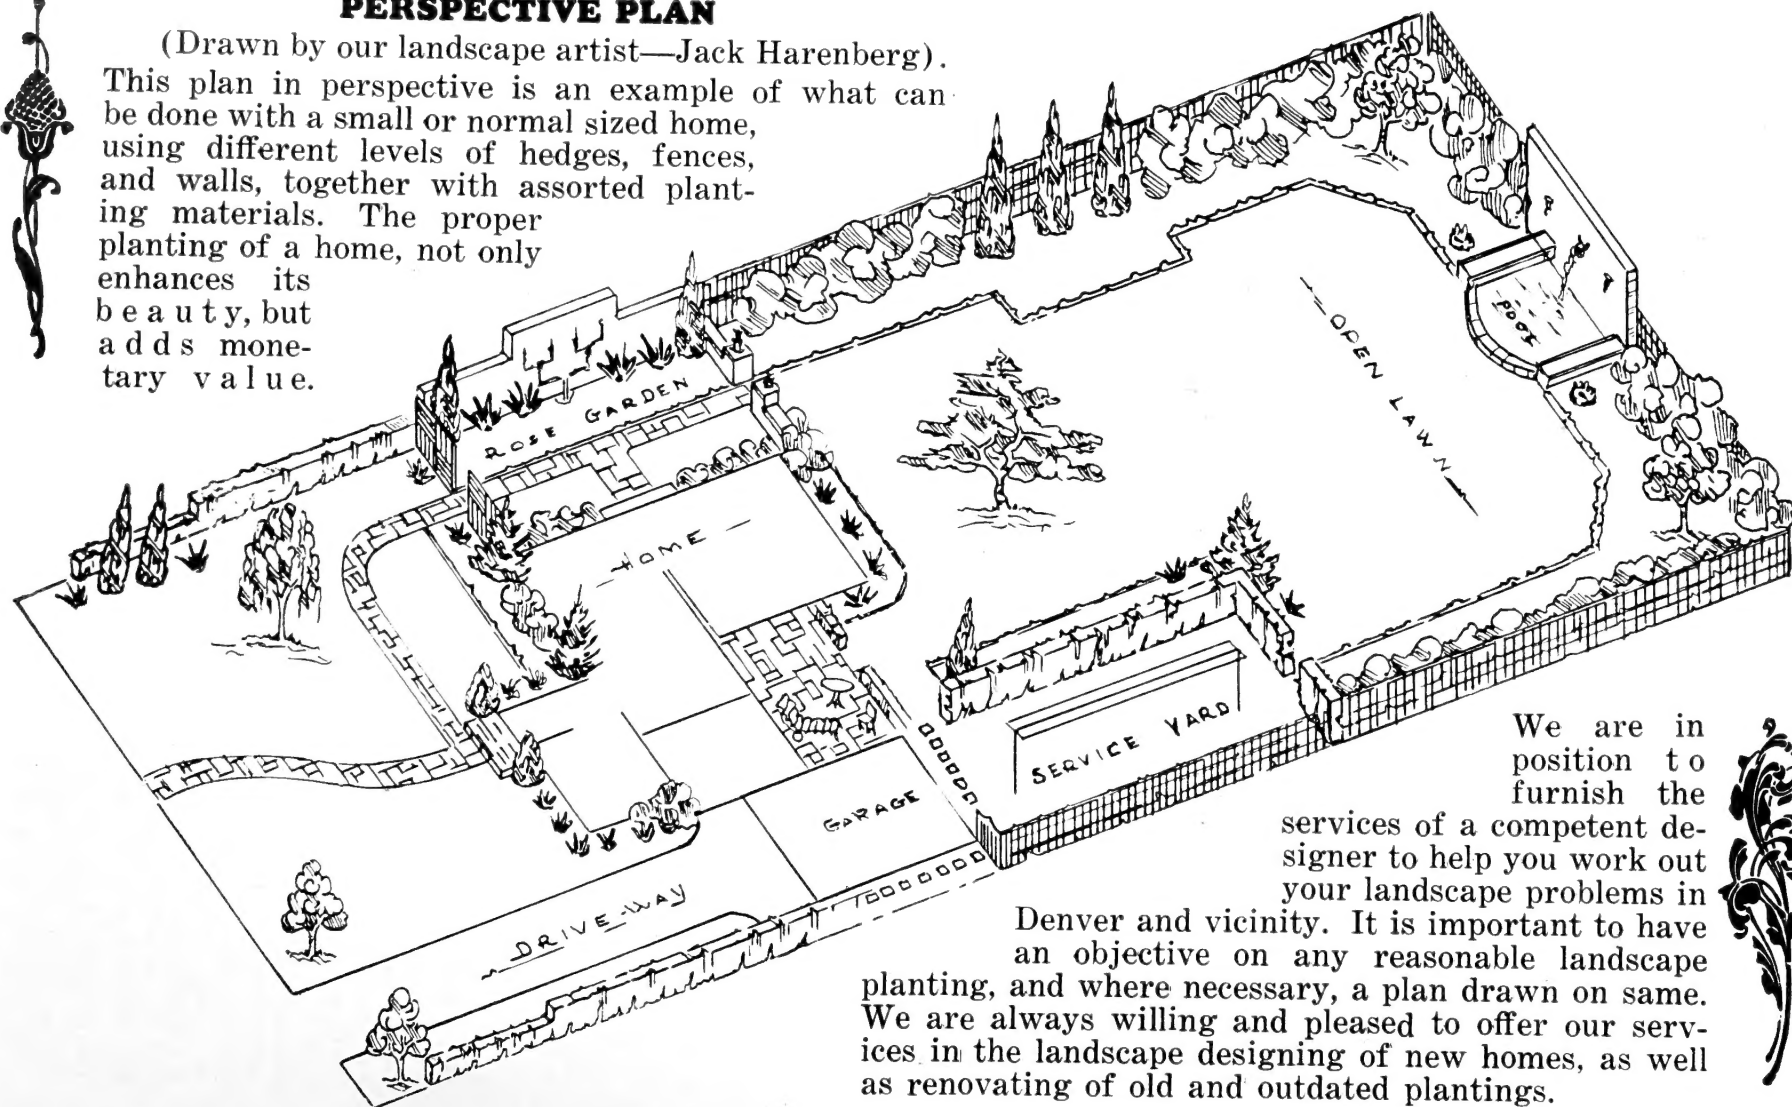 PERSPECTIVE PLAN
(Drawn by our landscape artist—Jack Harenberg).
This plan in perspective is an example of what can
be done with a small or normal sized home,
using different levels of hedges, fences,
and walls, together with assorted plant-
ing materials. The proper
planting of a home, not only
enhances its
beauty, but
adds mone-
tary value.
ROSE GARDEN
OPEN LAWN
POOL
HOME
SERVICE YARD
GARAGE
DRIVE-WAY
We are in
position to
furnish the
services of a competent de-
signer to help you work out
your landscape problems in
Denver and vicinity. It is important to have
an objective on any reasonable landscape
planting, and where necessary, a plan drawn on same.
We are always willing and pleased to offer our serv-
ices in the landscape designing of new homes, as well
as renovating of old and outdated plantings.